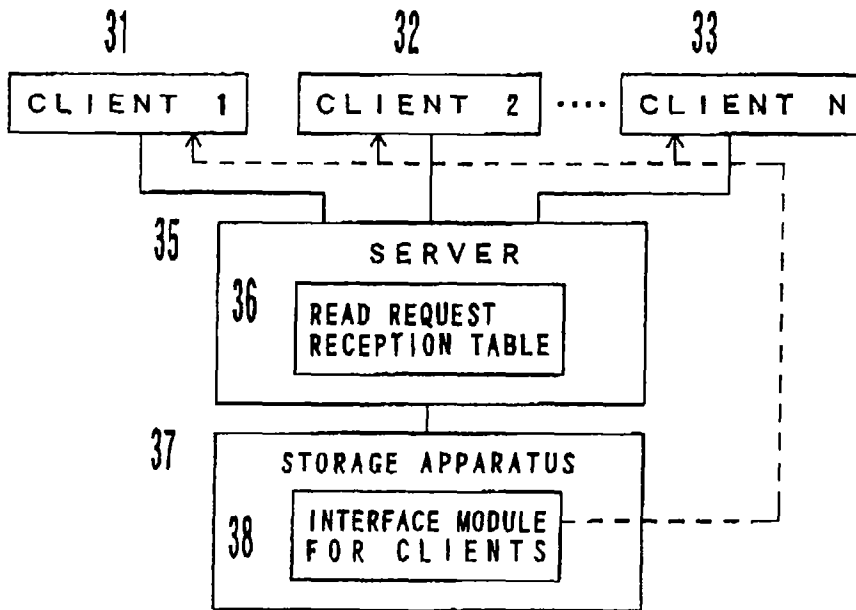 31 32 33
CLIENT 1 CLIENT 2 .... CLIENT N
35
SERVER
36
READ REQUEST
RECEPTION TABLE
37
STORAGE APPARATUS
38
INTERFACE MODULE
FOR CLIENTS